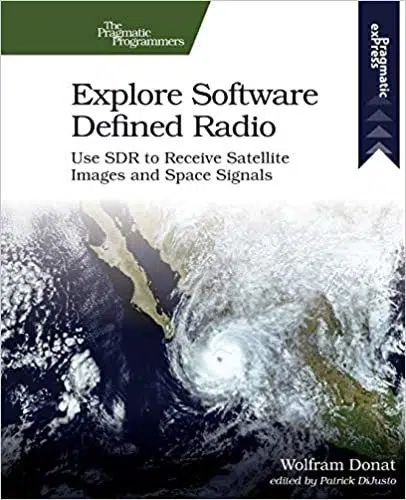 The
Pragmatic
Programmers
Pragmatic
exPress
Explore Software
Defined Radio
Use SDR to Receive Satellite
Images and Space Signals
Wolfram Donat
edited by Patrick DiJusto